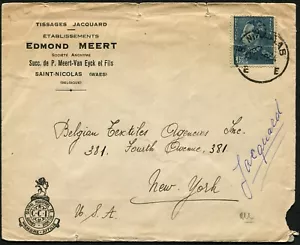 TISSAGES JACQUARD
ÉTABLISSEMENTS
EDMOND MEERT
SOCIÉTÉ ANONYME
Succ. de P. Meert-Van Eyck et Fils
SAINT-NICOLAS (WAES)
(BELGIQUE)
Belgian Textiles Agencies Inc.
381. Fourth Avenue. 381
New. York
U.S.A.
Jacquard